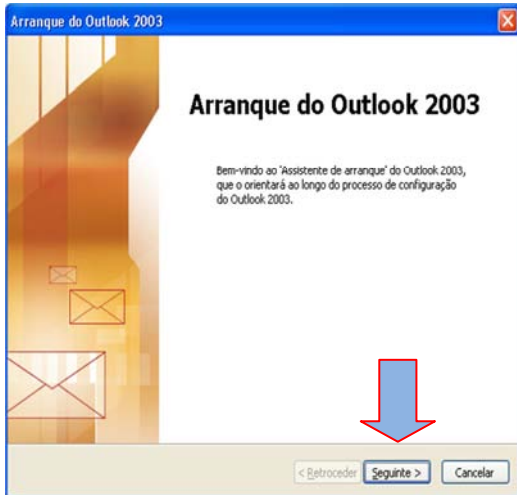 Arranque do Outlook 2003
Arranque do Outlook 2003
Bem-vindo ao 'Assistente de arranque' do Outlook 2003,
que o orientará ao longo do processo de configuração
do Outlook 2003.
< Retroceder Seguinte > Cancelar